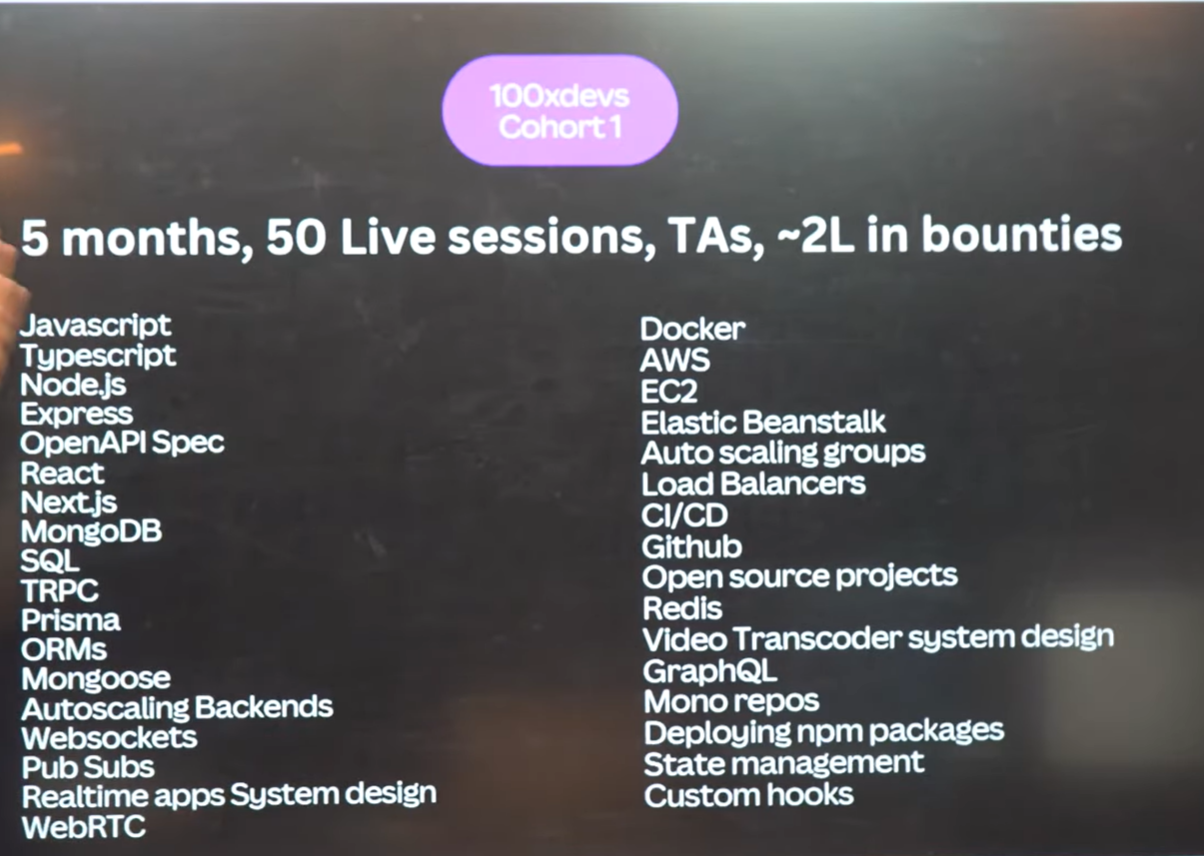 100xdevs
Cohort 1
5 months, 50 Live sessions, TAs, ~2L in bounties
Javascript
Typescript
Node.js
Express
OpenAPI Spec
React
Next.js
MongoDB
SQL
TRPC
Prisma
ORMs
Mongoose
Autoscaling Backends
Websockets
Pub Subs
Realtime apps System design
WebRTC
Docker
AWS
EC2
Elastic Beanstalk
Auto scaling groups
Load Balancers
CI/CD
Github
Open source projects
Redis
Video Transcoder system design
GraphQL
Mono repos
Deploying npm packages
State management
Custom hooks